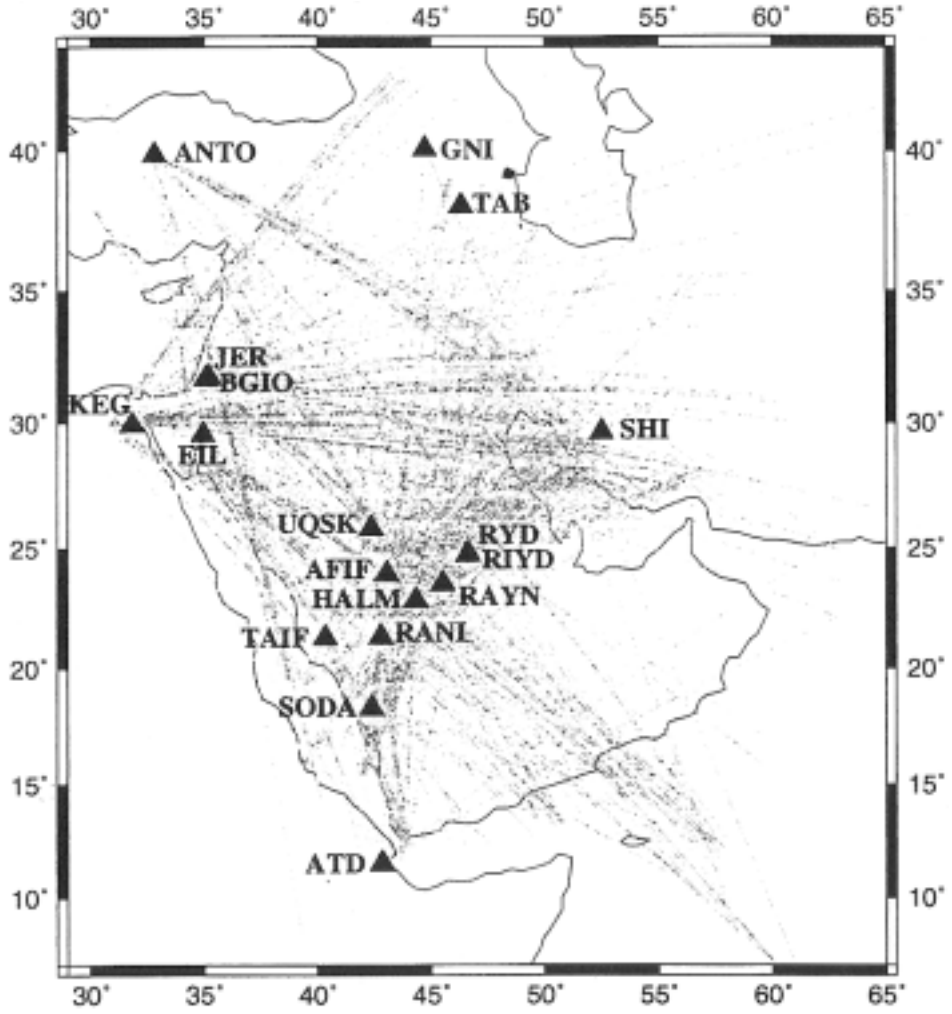 30° 35° 40° 45° 50° 55° 60° 65°
40° ANTO GNI 40°
TAB
35° 35°
JER
BGIO
KEG
30° SHI 30°
EIL
UQSK RYD
25° RIYD 25°
AFIF
HALM RAYN
TAIF RANI
20° 20°
SODA
15° 15°
ATD
10° 10°
30° 35° 40° 45° 50° 55° 60° 65°